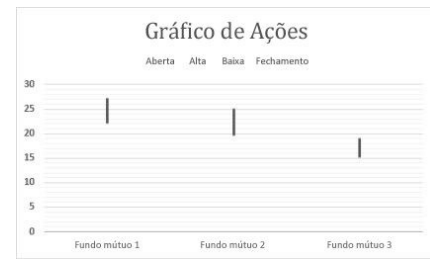 Gráfico de Ações
Aberta Alta Baixa Fechamento
30
25
20
15
10
5
0
Fundo mútuo 1 Fundo mútuo 2 Fundo mútuo 3